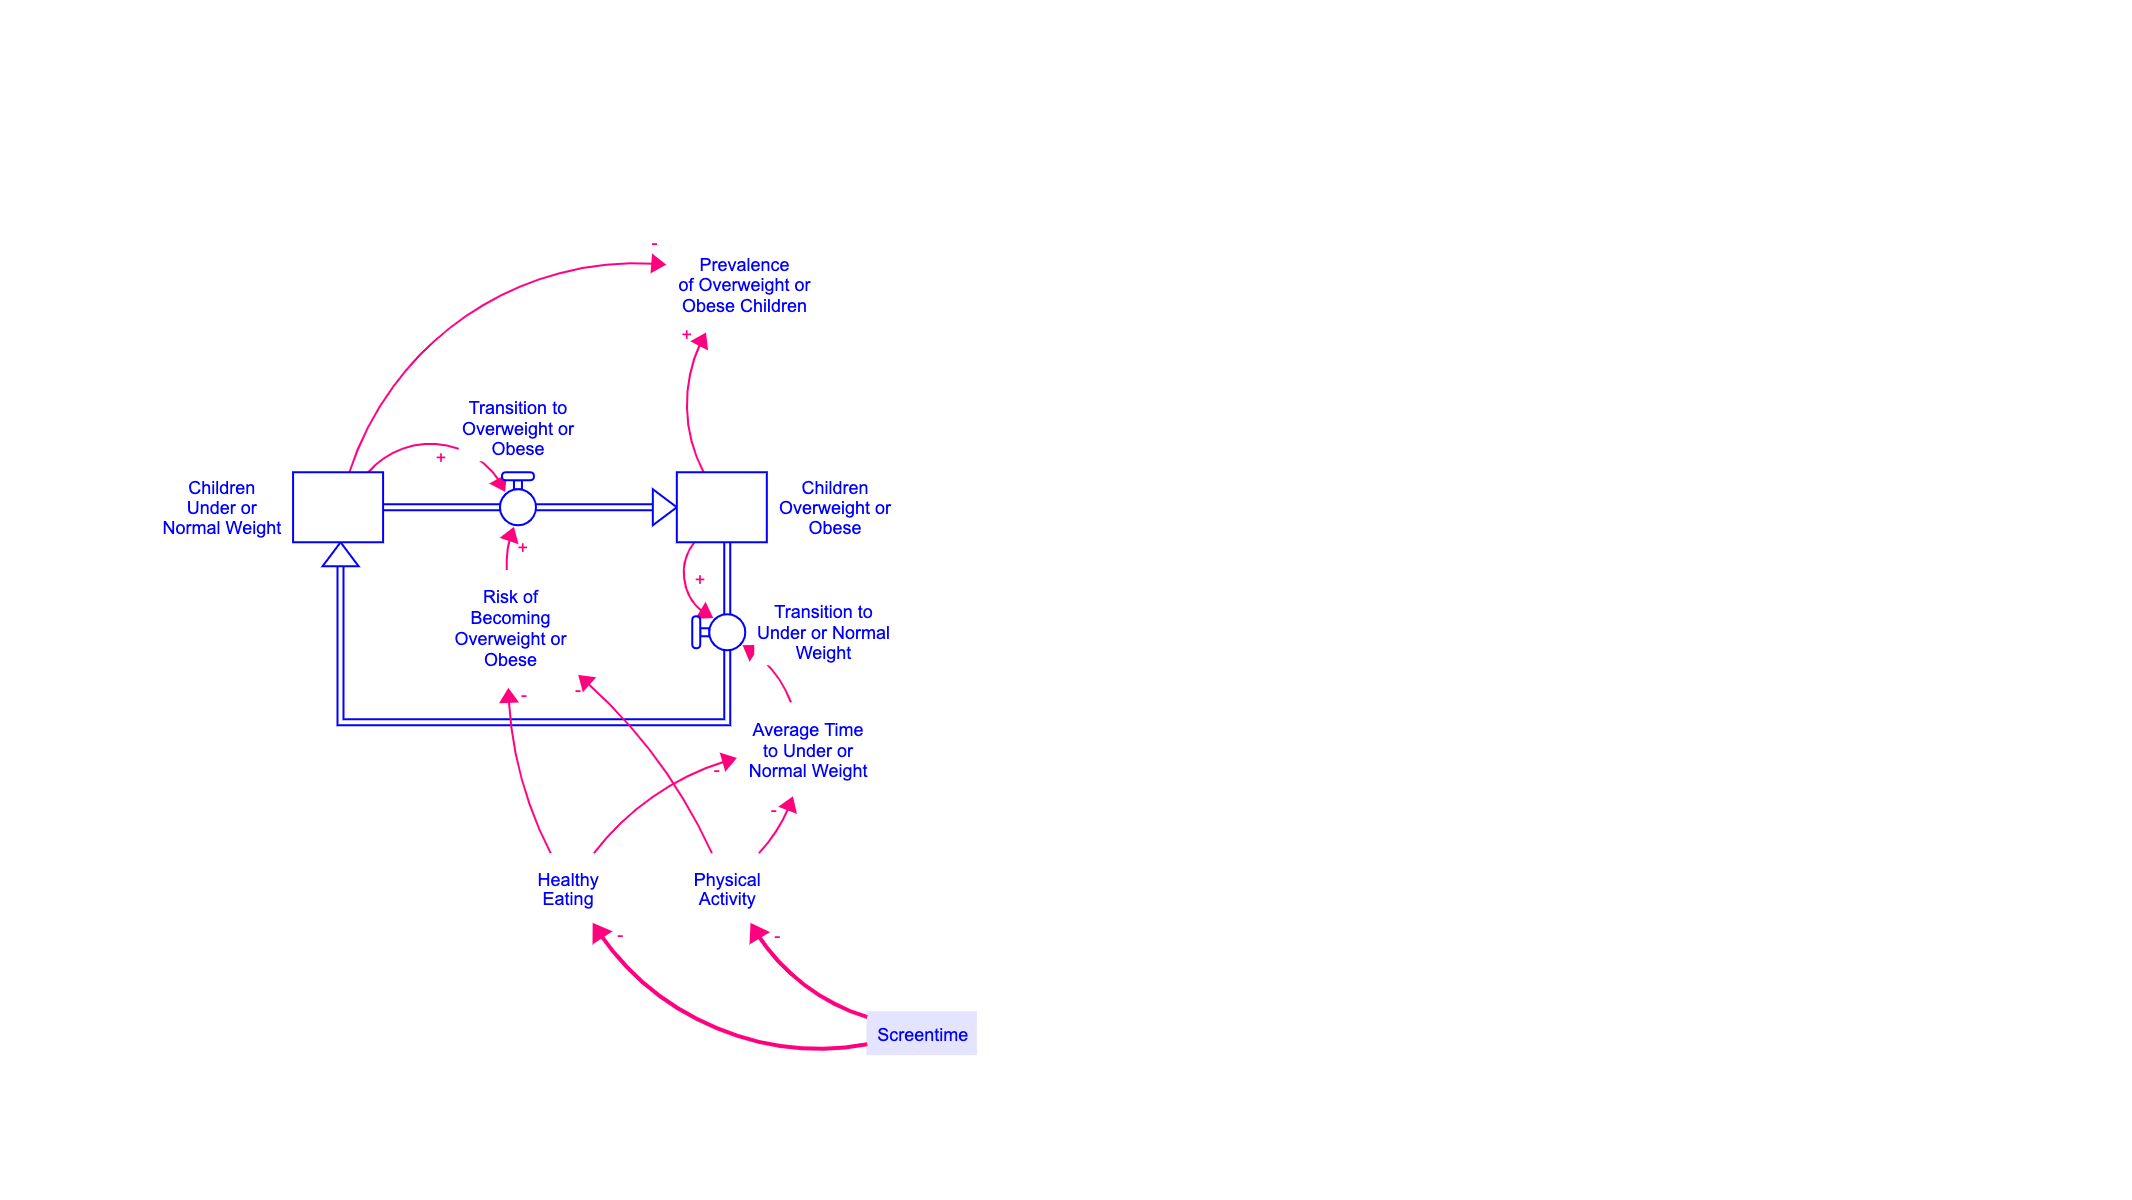 -
Prevalence
of Overweight or
Obese Children
+
Transition to
Overweight or
Obese
+
Children
Under or
Normal Weight
Children
Overweight or
Obese
+
+
Risk of
Becoming
Overweight or
Obese
Transition to
Under or Normal
Weight
-
-
Average Time
to Under or
Normal Weight
-
-
Healthy
Eating
Physical
Activity
-
-
Screentime